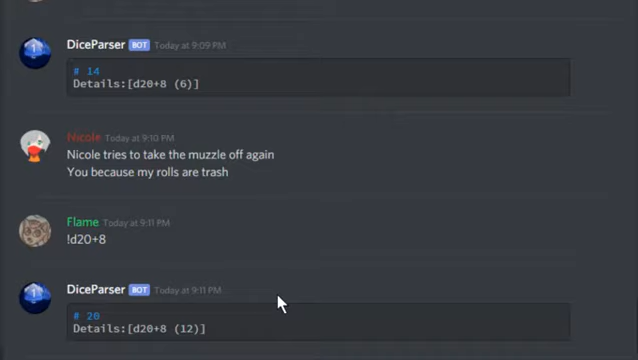 DiceParser BOT Today at 9:09 PM
# 14
Details:[d20+8 (6)]
Nicole Today at 9:10 PM
Nicole tries to take the muzzle off again
You because my rolls are trash
Flame Today at 9:11 PM
!d20+8
DiceParser BOT Today at 9:11 PM
# 20
Details:[d20+8 (12)]